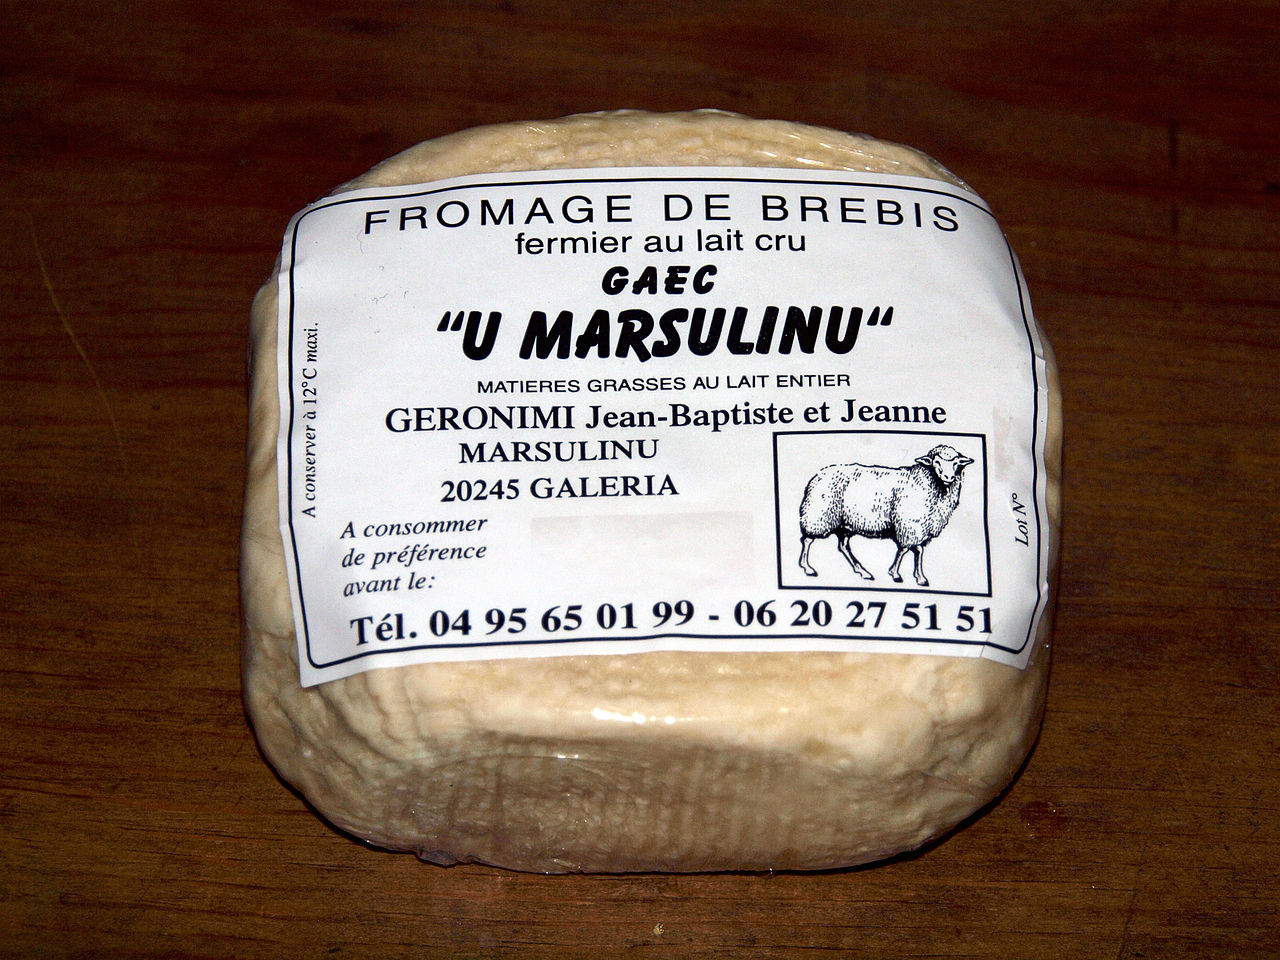 FROMAGE DE BREBIS
fermier au lait cru
GAEC
"U MARSULINU"
MATIERES GRASSES AU LAIT ENTIER
GERONIMI Jean-Baptiste et Jeanne
MARSULINU
20245 GALERIA
A consommer
de préférence
avant le:
Tél. 04 95 65 01 99 - 06 20 27 51 51
A conserver à 12°C maxi.
Lot N°